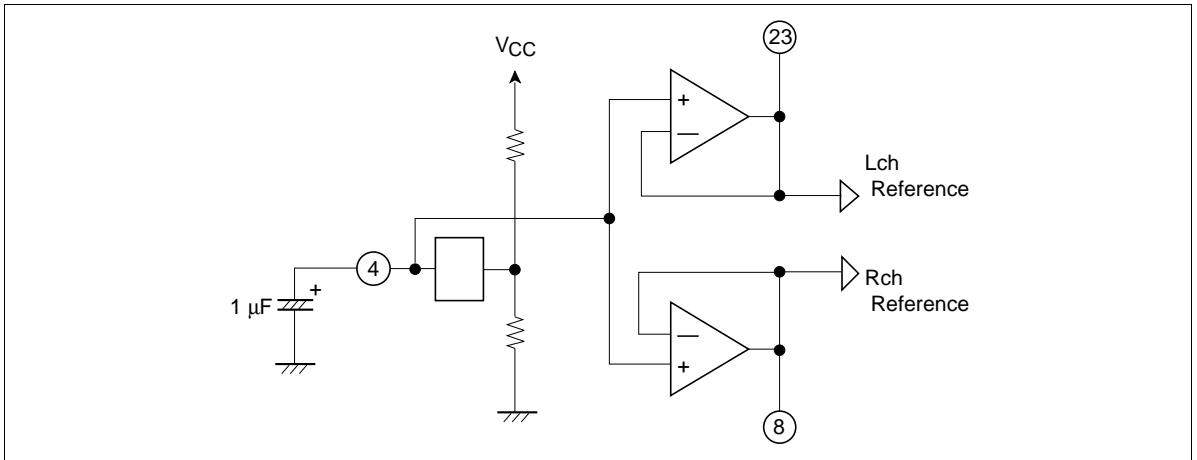 VCC
23
+
—
Lch
Reference
4
+
1 μF
Rch
Reference
—
+
8